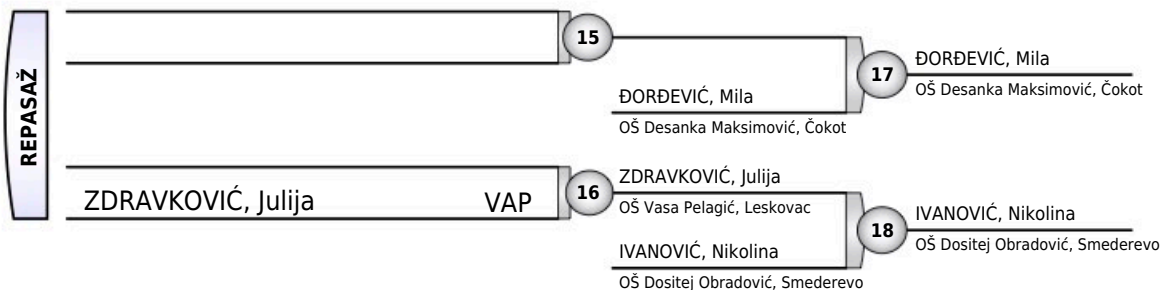 REPASAŽ
15
ĐORĐEVIĆ, Mila
OŠ Desanka Maksimović, Čokot
17
ĐORĐEVIĆ, Mila
OŠ Desanka Maksimović, Čokot
ZDRAVKOVIĆ, Julija VAP
16
ZDRAVKOVIĆ, Julija
OŠ Vasa Pelagić, Leskovac
IVANOVIĆ, Nikolina
OŠ Dositej Obradović, Smederevo
18
IVANOVIĆ, Nikolina
OŠ Dositej Obradović, Smederevo